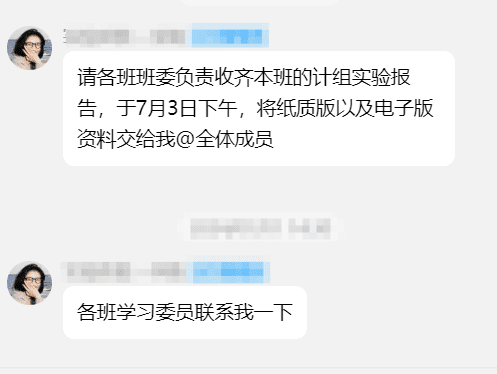 请各班班委负责收齐本班的计组实验报
告，于7月3日下午，将纸质版以及电子版
资料交给我@全体成员
各班学习委员联系我一下